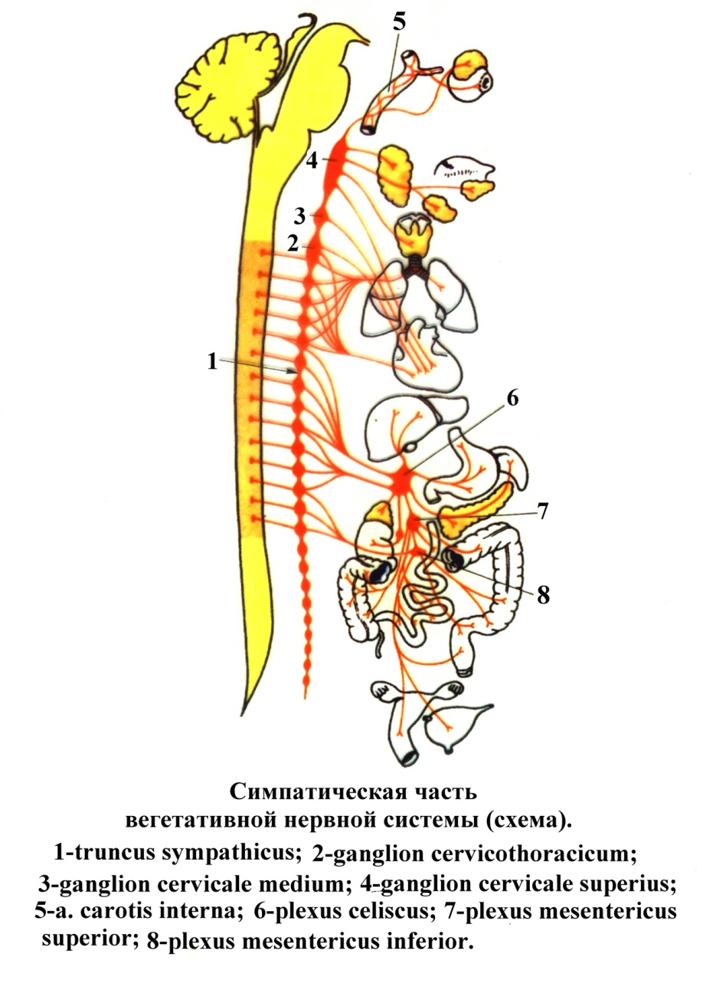 5
4
3
2
1
6
7
8
Симпатическая часть
вегетативной нервной системы (схема).
1-truncus sympathicus; 2-ganglion cervicothoracicum;
3-ganglion cervicale medium; 4-ganglion cervicale superius;
5-a. carotis interna; 6-plexus celiscus; 7-plexus mesentericus
superior; 8-plexus mesentericus inferior.